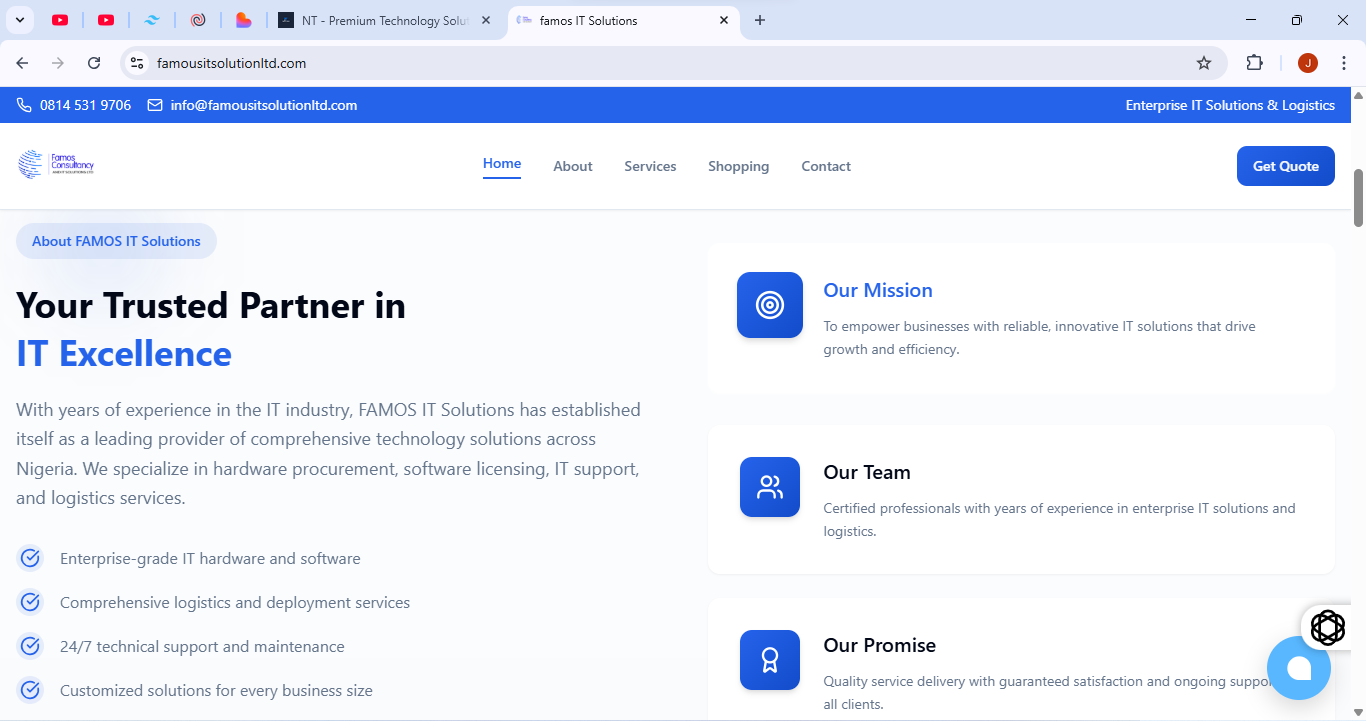 NT - Premium Technology Solut
famos IT Solutions
famousitsolutionltd.com
J
0814 531 9706
info@famousitsolutionltd.com
Enterprise IT Solutions & Logistics
Famos
Consultancy
AND IT SOLUTIONS LTD
Home
About
Services
Shopping
Contact
Get Quote
About FAMOS IT Solutions
Your Trusted Partner in
IT Excellence
With years of experience in the IT industry, FAMOS IT Solutions has established
itself as a leading provider of comprehensive technology solutions across
Nigeria. We specialize in hardware procurement, software licensing, IT support,
and logistics services.
Enterprise-grade IT hardware and software
Comprehensive logistics and deployment services
24/7 technical support and maintenance
Customized solutions for every business size
Our Mission
To empower businesses with reliable, innovative IT solutions that drive
growth and efficiency.
Our Team
Certified professionals with years of experience in enterprise IT solutions and
logistics.
Our Promise
Quality service delivery with guaranteed satisfaction and ongoing suppo
all clients.